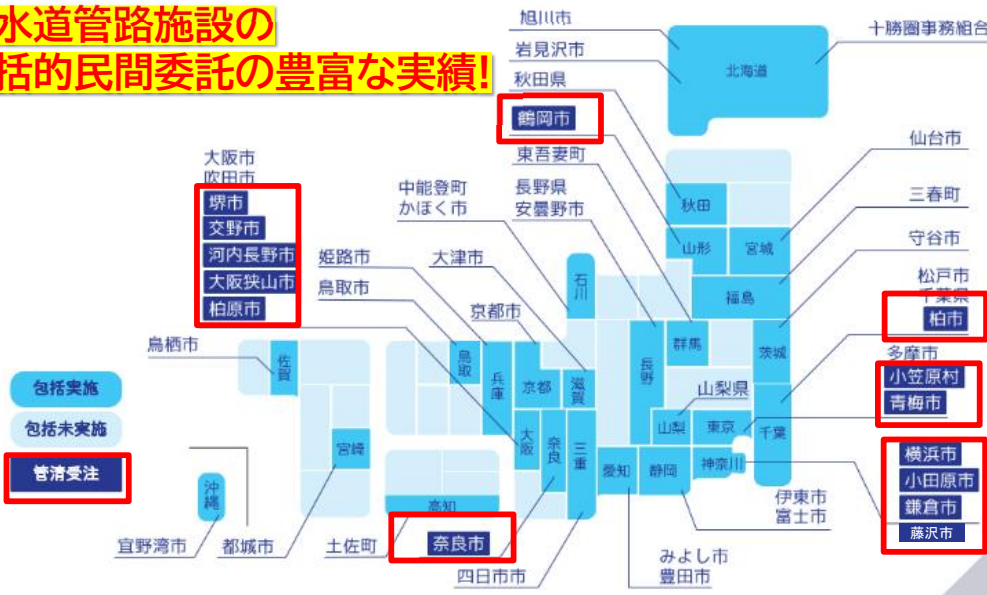 水道管路施設の
括的民間委託の豊富な実績!
旭川市
岩見沢市
秋田県
鶴岡市
東吾妻町
長野県
安曇野市
中能登町
かほく市
大阪市
吹田市
堺市
交野市
河内長野市
大阪狭山市
柏原市
姫路市
鳥取市
大津市
京都市
鳥栖市
十勝圏事務組合
仙台市
三春町
守谷市
松戸市
千葉県
柏市
多摩市
小笠原村
青梅市
横浜市
小田原市
鎌倉市
藤沢市
伊東市
富士市
みよし市
豊田市
四日市市
奈良市
土佐町
都城市
宜野湾市
山梨県
北海道
秋田
山形
宮城
福島
石川
群馬
茨城
長野
山梨
東京
千葉
神奈川
静岡
愛知
三重
奈良
大阪
滋賀
京都
兵庫
鳥取
高知
佐賀
宮崎
沖縄
包括実施
包括未実施
管清受注